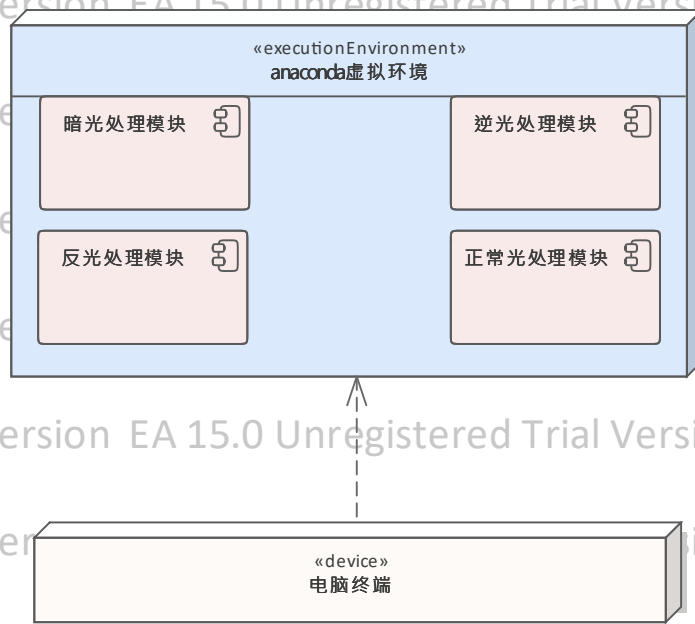 ersion EA 15.0 Unregistered Trial Versi
«executionEnvironment»
anaconda虚拟环境
暗光处理模块
逆光处理模块
反光处理模块
正常光处理模块
ersion EA 15.0 Unregistered Trial Versi
«device»
电脑终端